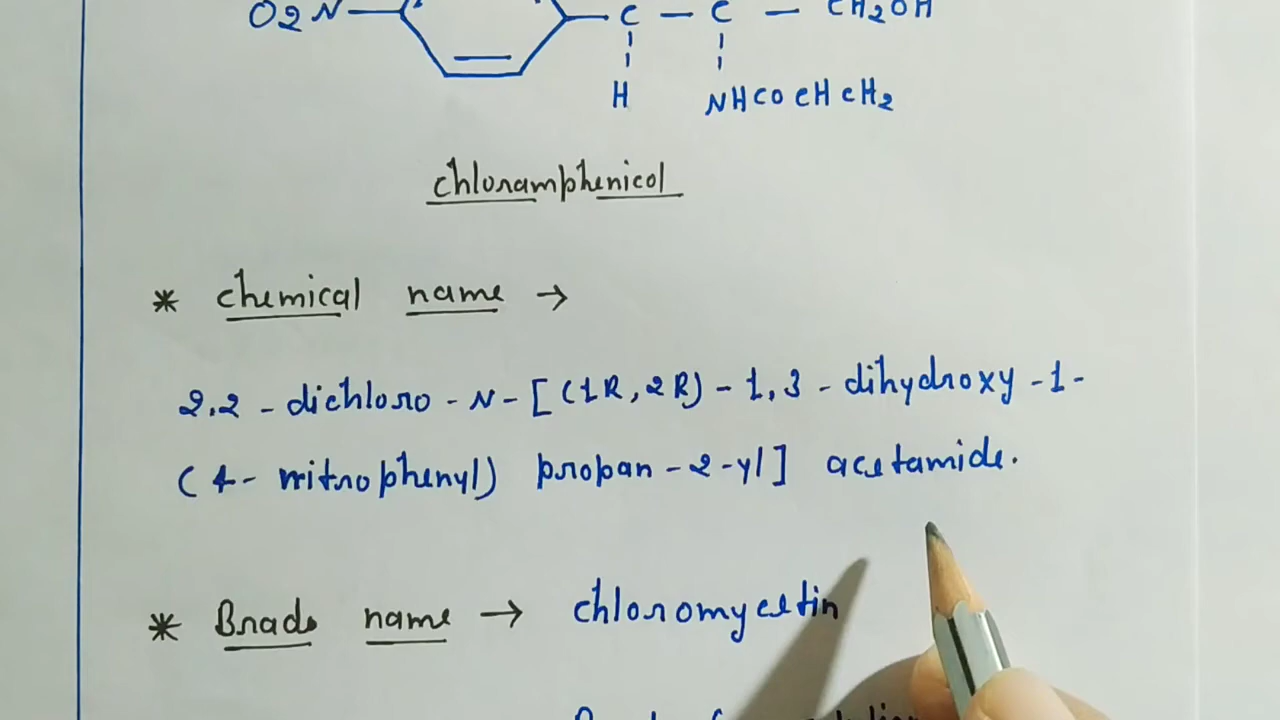 O2N — C — C — CH2OH
H NHCOCHCH2
chloramphenicol
* chemical name →
2.2 - dichloro - N - [ (1R, 2R) - 1, 3 - dihydroxy - 1 -
(4- nitrophenyl) propan - 2 - yl ] acetamide.
* Brade name → chloromycetin